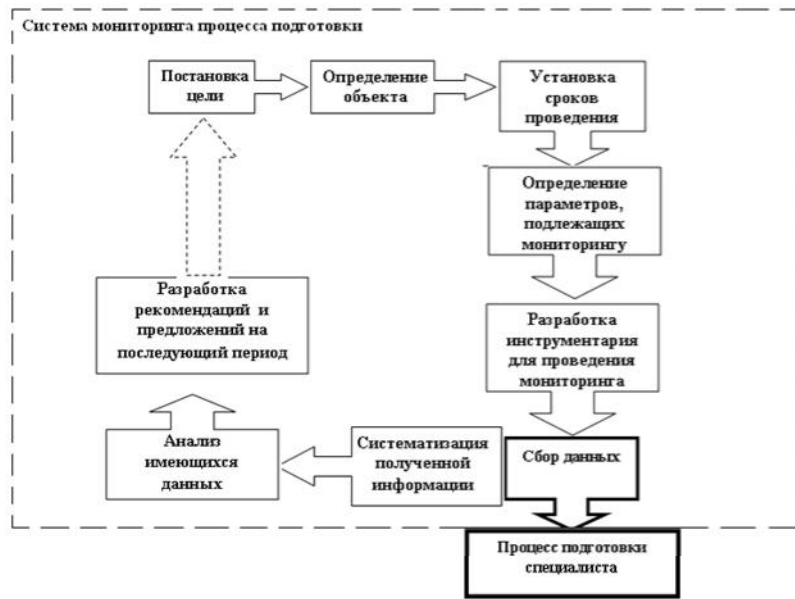 Система мониторинга процесса подготовки
Постановка
цели
Определение
объекта
Установка
сроков
проведения
Определение
параметров,
подлежащих
мониторингу
Разработка
инструментария
для проведения
мониторинга
Сбор данных
Процесс подготовки
специалиста
Систематизация
полученной
информации
Анализ
имеющихся
данных
Разработка
рекомендаций и
предложений на
последующий период